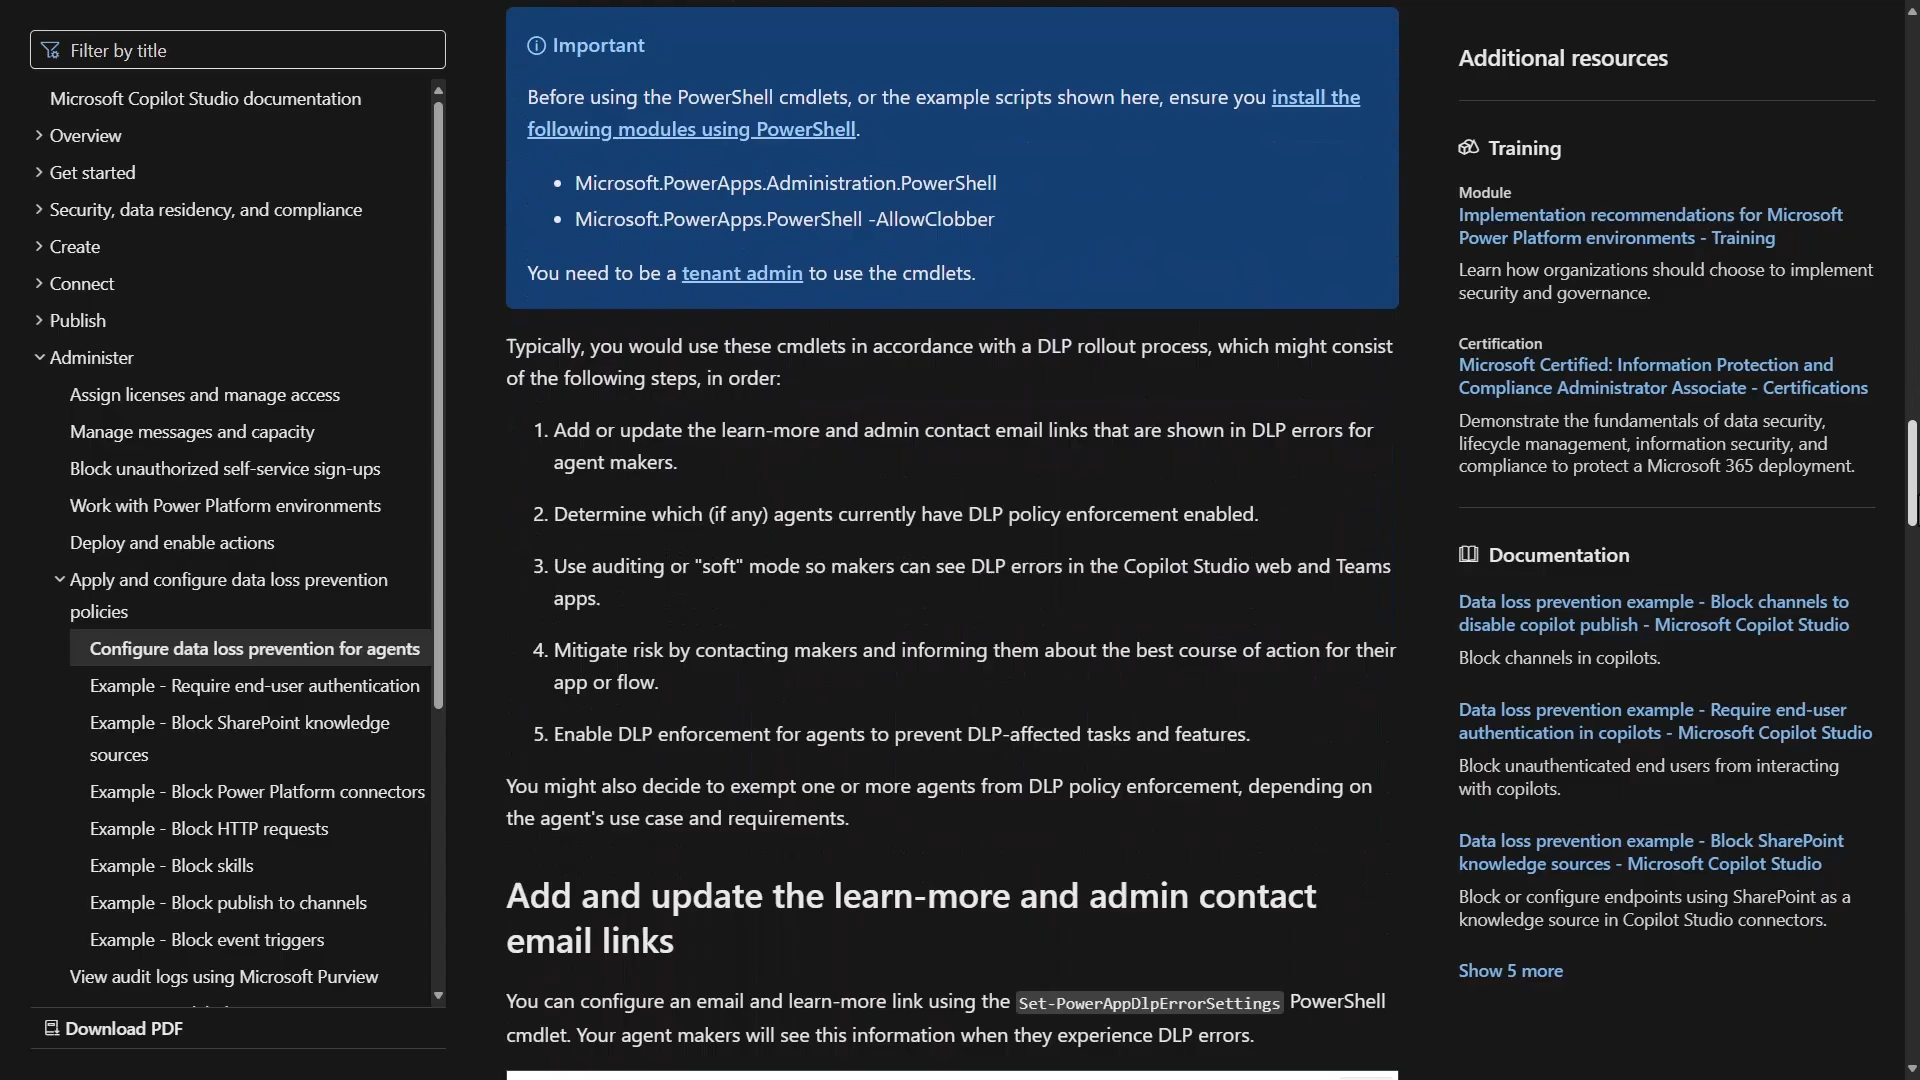 Filter by title
Microsoft Copilot Studio documentation
Overview
Get started
Security, data residency, and compliance
Create
Connect
Publish
Administer
Assign licenses and manage access
Manage messages and capacity
Block unauthorized self-service sign-ups
Work with Power Platform environments
Deploy and enable actions
Apply and configure data loss prevention
policies
Configure data loss prevention for agents
Example - Require end-user authentication
Example - Block SharePoint knowledge
sources
Example - Block Power Platform connectors
Example - Block HTTP requests
Example - Block skills
Example - Block publish to channels
Example - Block event triggers
View audit logs using Microsoft Purview
Download PDF
Important
Before using the PowerShell cmdlets, or the example scripts shown here, ensure you install the
following modules using PowerShell.
• Microsoft.PowerApps.Administration.PowerShell
• Microsoft.PowerApps.PowerShell -AllowClobber
You need to be a tenant admin to use the cmdlets.
Typically, you would use these cmdlets in accordance with a DLP rollout process, which might consist
of the following steps, in order:
1. Add or update the learn-more and admin contact email links that are shown in DLP errors for
agent makers.
2. Determine which (if any) agents currently have DLP policy enforcement enabled.
3. Use auditing or "soft" mode so makers can see DLP errors in the Copilot Studio web and Teams
apps.
4. Mitigate risk by contacting makers and informing them about the best course of action for their
app or flow.
5. Enable DLP enforcement for agents to prevent DLP-affected tasks and features.
You might also decide to exempt one or more agents from DLP policy enforcement, depending on
the agent's use case and requirements.
Add and update the learn-more and admin contact
email links
You can configure an email and learn-more link using the Set-PowerAppDlpErrorSettings PowerShell
cmdlet. Your agent makers will see this information when they experience DLP errors.
Additional resources
Training
Module
Implementation recommendations for Microsoft
Power Platform environments - Training
Learn how organizations should choose to implement
security and governance.
Certification
Microsoft Certified: Information Protection and
Compliance Administrator Associate - Certifications
Demonstrate the fundamentals of data security,
lifecycle management, information security, and
compliance to protect a Microsoft 365 deployment.
Documentation
Data loss prevention example - Block channels to
disable copilot publish - Microsoft Copilot Studio
Block channels in copilots.
Data loss prevention example - Require end-user
authentication in copilots - Microsoft Copilot Studio
Block unauthenticated end users from interacting
with copilots.
Data loss prevention example - Block SharePoint
knowledge sources - Microsoft Copilot Studio
Block or configure endpoints using SharePoint as a
knowledge source in Copilot Studio connectors.
Show 5 more